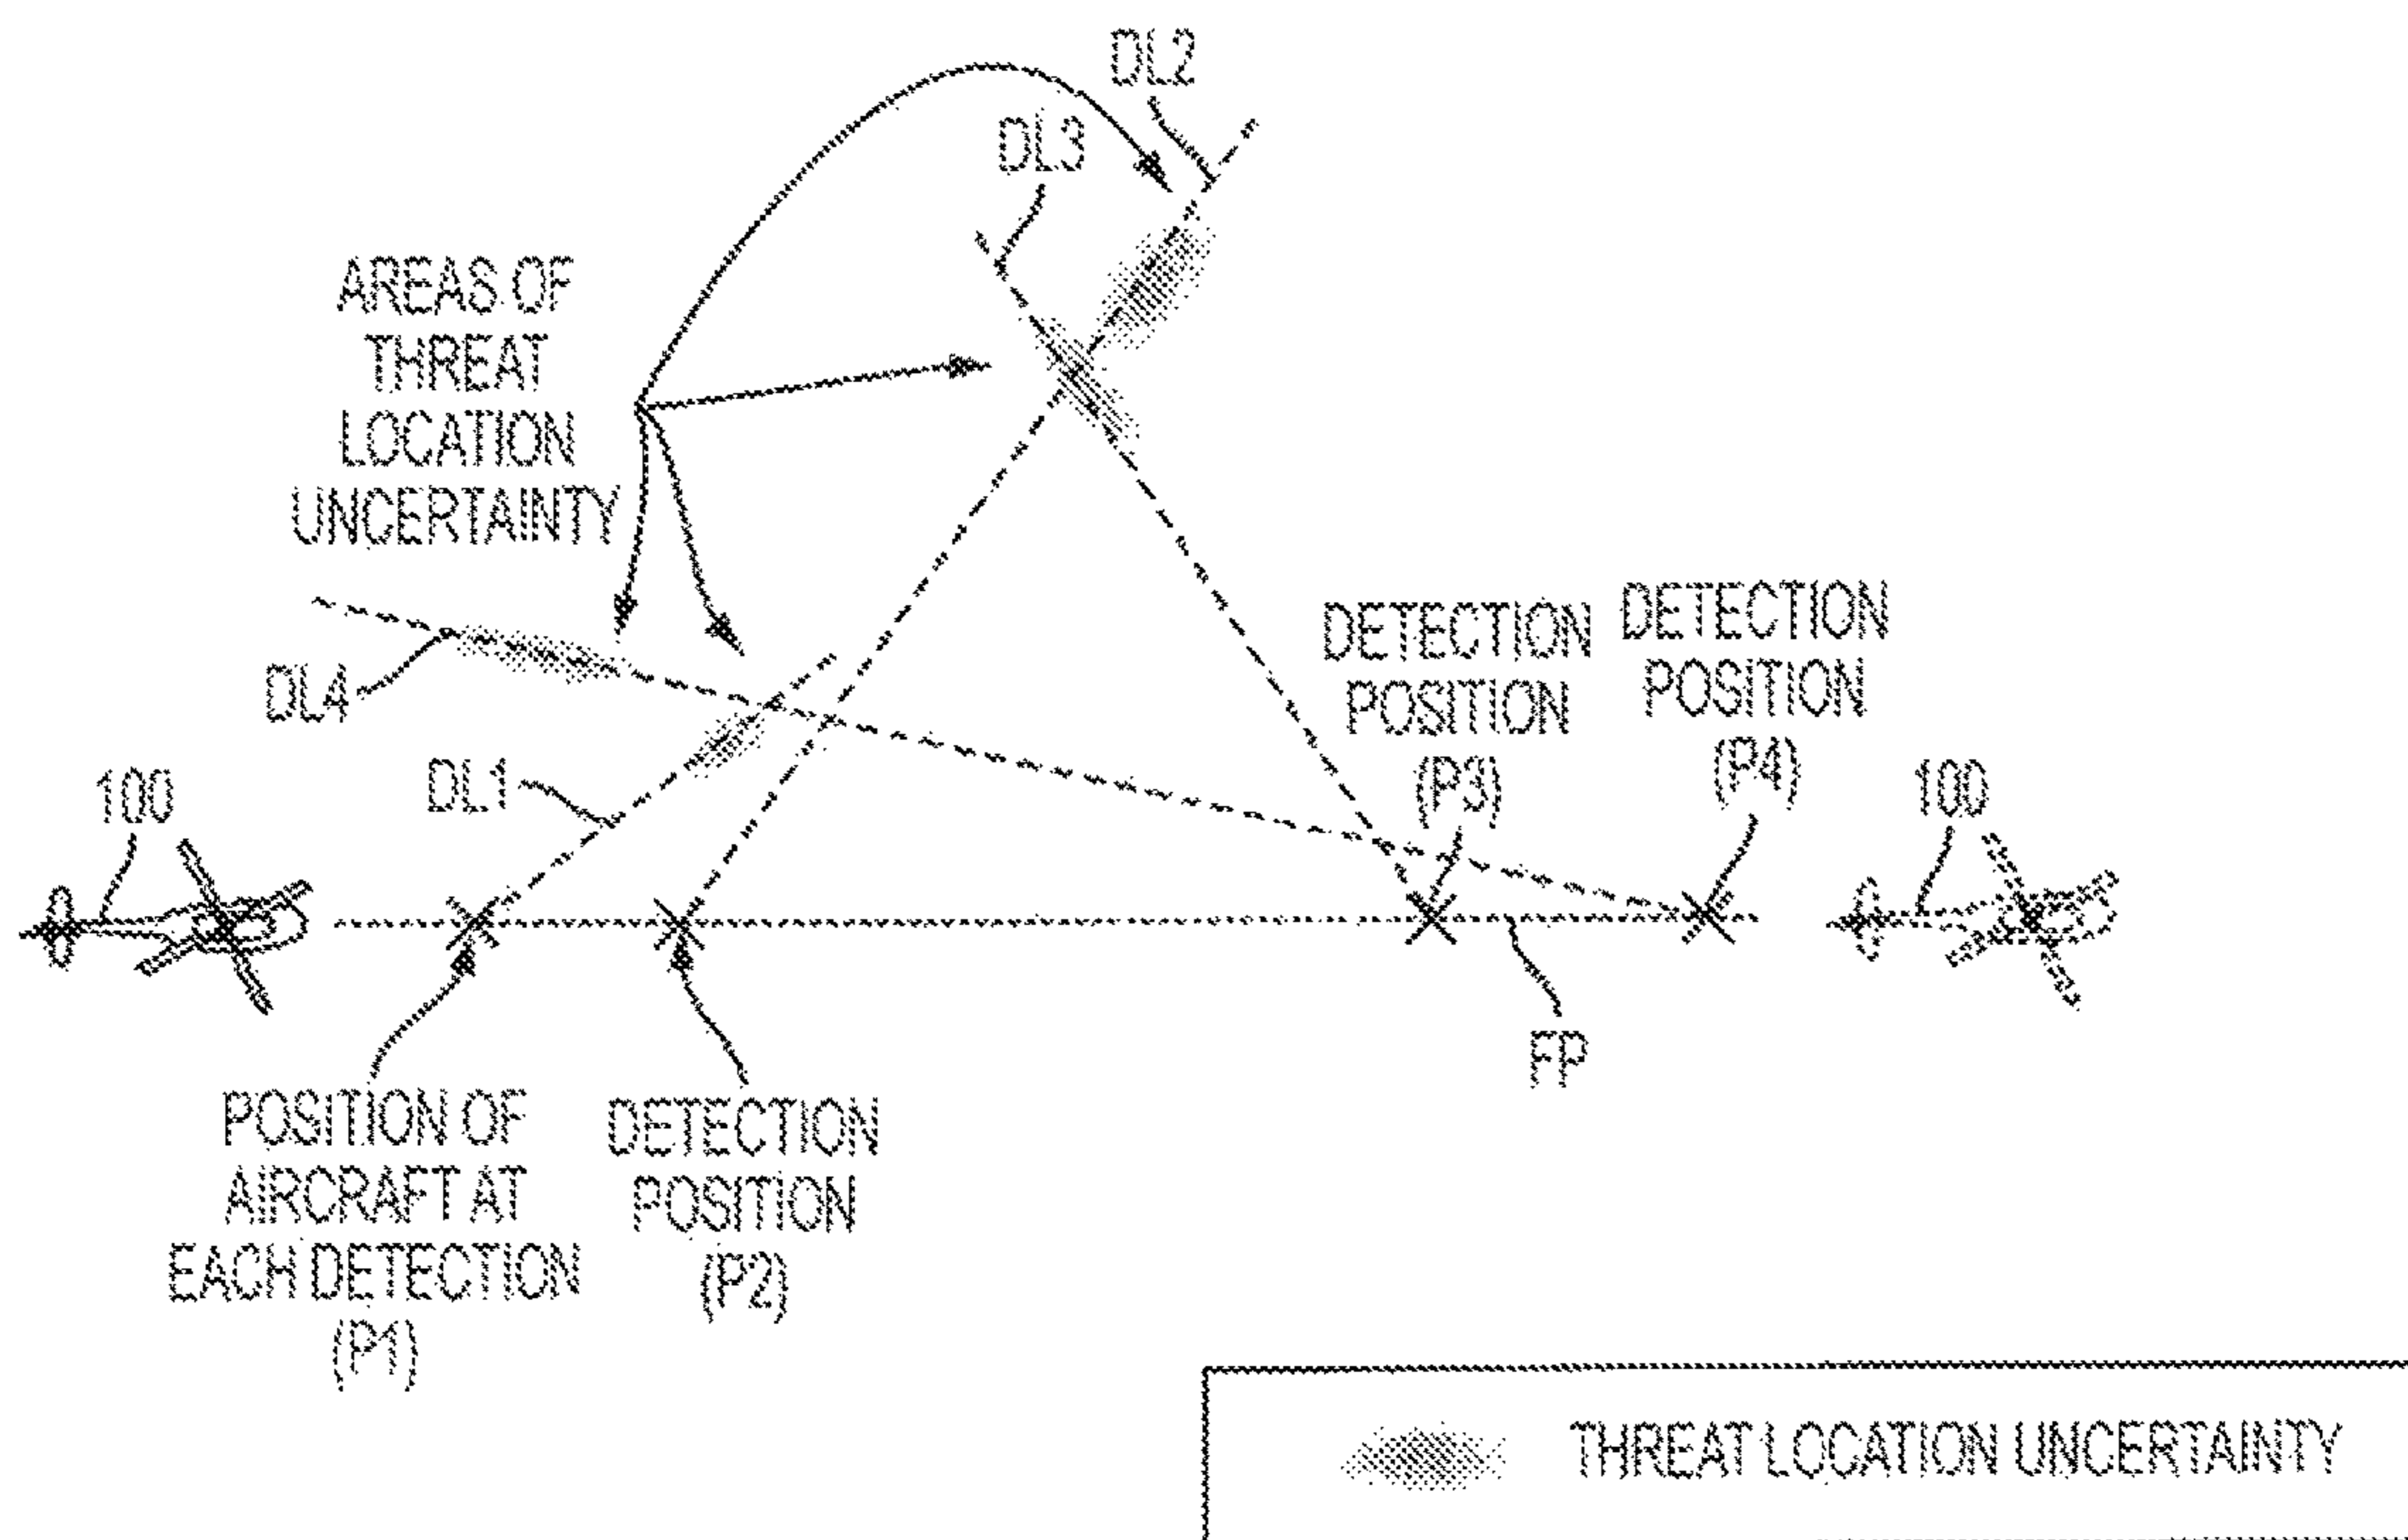 DL2
DL3
AREAS OF
THREAT
LOCATION
UNCERTAINTY
DETECTION
POSITION
(P3)
DETECTION
POSITION
(P4)
DL4
DL1
100
100
FP
POSITION OF
AIRCRAFT AT
EACH DETECTION
(P1)
DETECTION
POSITION
(P2)
THREAT LOCATION UNCERTAINTY